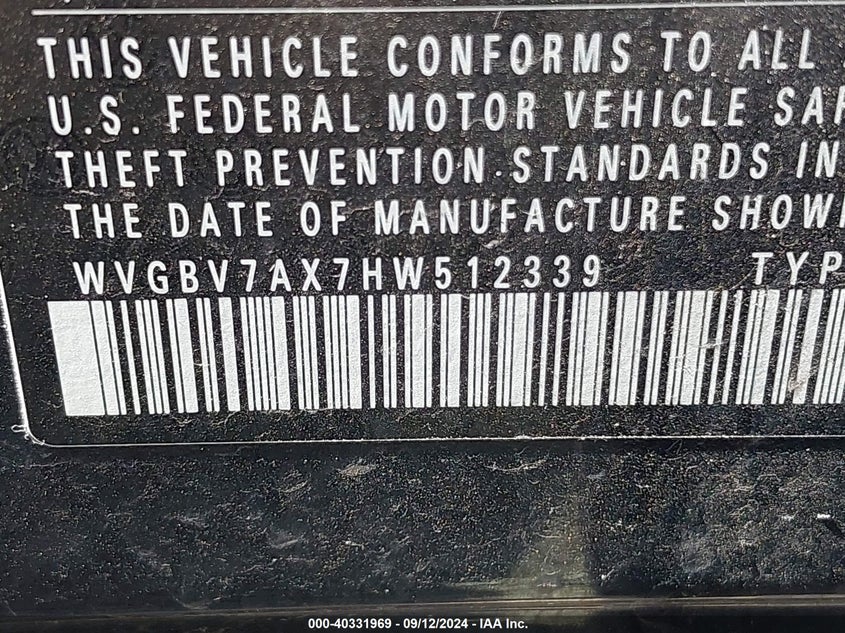 THIS VEHICLE CONFORMS TO ALL
U.S. FEDERAL MOTOR VEHICLE
THEFT PREVENTION STANDARDS IN
THE DATE OF MANUFACTURE
WVGBV7AX7HW512339
000-40331969 - 09/12/2024 - IAA Inc.